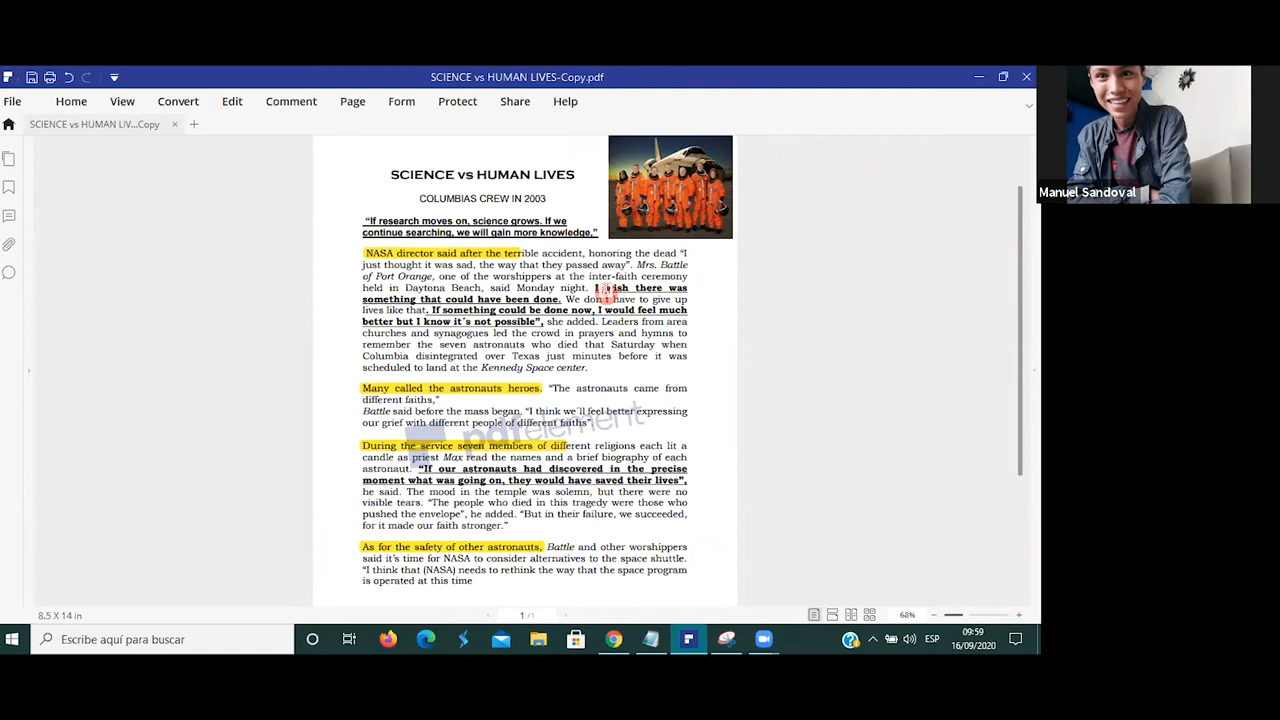 SCIENCE vs HUMAN LIVES-Copy.pdf
File Home View Convert Edit Comment Page Form Protect Share Help
SCIENCE vs HUMAN LIV...Copy × +
Manuel Sandoval
SCIENCE vs HUMAN LIVES
COLUMBIAS CREW IN 2003
“If research moves on, science grows. If we
continue searching, we will gain more knowledge,”
NASA director said after the terrible accident, honoring the dead “I
just thought it was sad, the way that they passed away”. Mrs. Battle
of Port Orange, one of the worshippers at the inter-faith ceremony
held in Daytona Beach, said Monday night. I wish there was
something that could have been done. We don't have to give up
lives like that. If something could be done now, I would feel much
better but I know it´s not possible”, she added. Leaders from area
churches and synagogues led the crowd in prayers and hymns to
remember the seven astronauts who died that Saturday when
Columbia disintegrated over Texas just minutes before it was
scheduled to land at the Kennedy Space center.
Many called the astronauts heroes. “The astronauts came from
different faiths,”
Battle said before the mass began. “I think we´ll feel better expressing
our grief with different people of different faiths”
pdfelement
During the service seven members of different religions each lit a
candle as priest Max read the names and a brief biography of each
astronaut. “If our astronauts had discovered in the precise
moment what was going on, they would have saved their lives”,
he said. The mood in the temple was solemn, but there were no
visible tears. “The people who died in this tragedy were those who
pushed the envelope”, he added. “But in their failure, we succeeded,
for it made our faith stronger.”
As for the safety of other astronauts, Battle and other worshippers
said it’s time for NASA to consider alternatives to the space shuttle.
“I think that (NASA) needs to rethink the way that the space program
is operated at this time
8.5 X 14 in 1 /1 68% − +
Escribe aquí para buscar ESP 09:59
16/09/2020